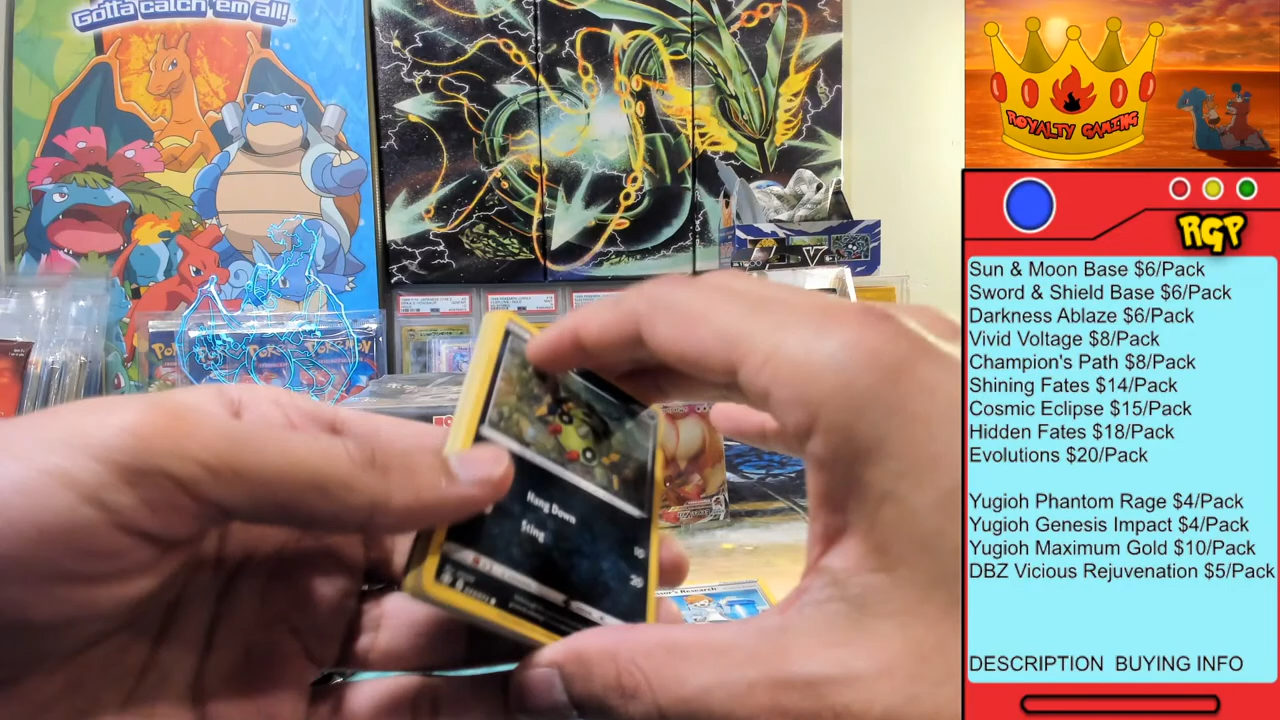 Gotta catch 'em all!
ROYALTY GAMING
RGP
Sun & Moon Base $6/Pack
Sword & Shield Base $6/Pack
Darkness Ablaze $6/Pack
Vivid Voltage $8/Pack
Champion's Path $8/Pack
Shining Fates $14/Pack
Cosmic Eclipse $15/Pack
Hidden Fates $18/Pack
Evolutions $20/Pack
Yugioh Phantom Rage $4/Pack
Yugioh Genesis Impact $4/Pack
Yugioh Maximum Gold $10/Pack
DBZ Vicious Rejuvenation $5/Pack
DESCRIPTION BUYING INFO
POKéMON
Hang Down
Sting
10
20
Research